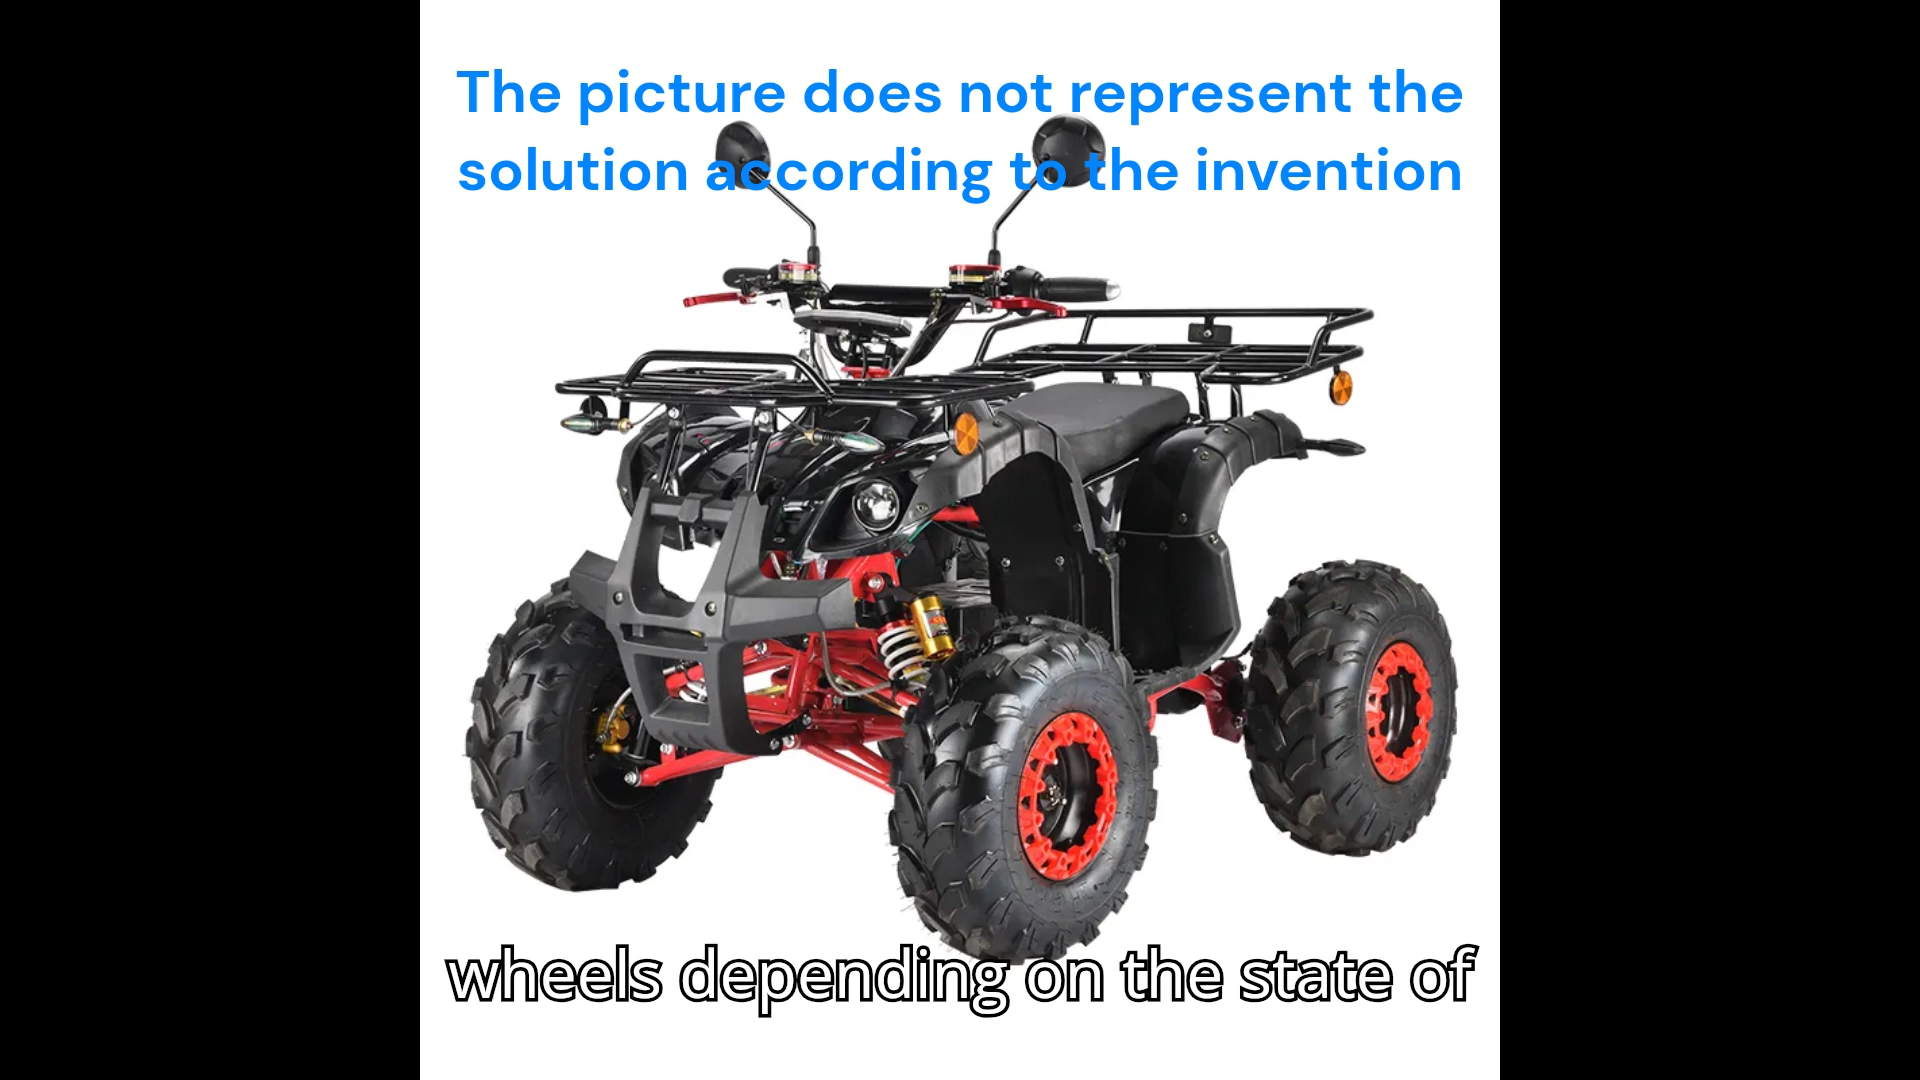 The picture does not represent the
solution according to the invention
wheels depending on the state of